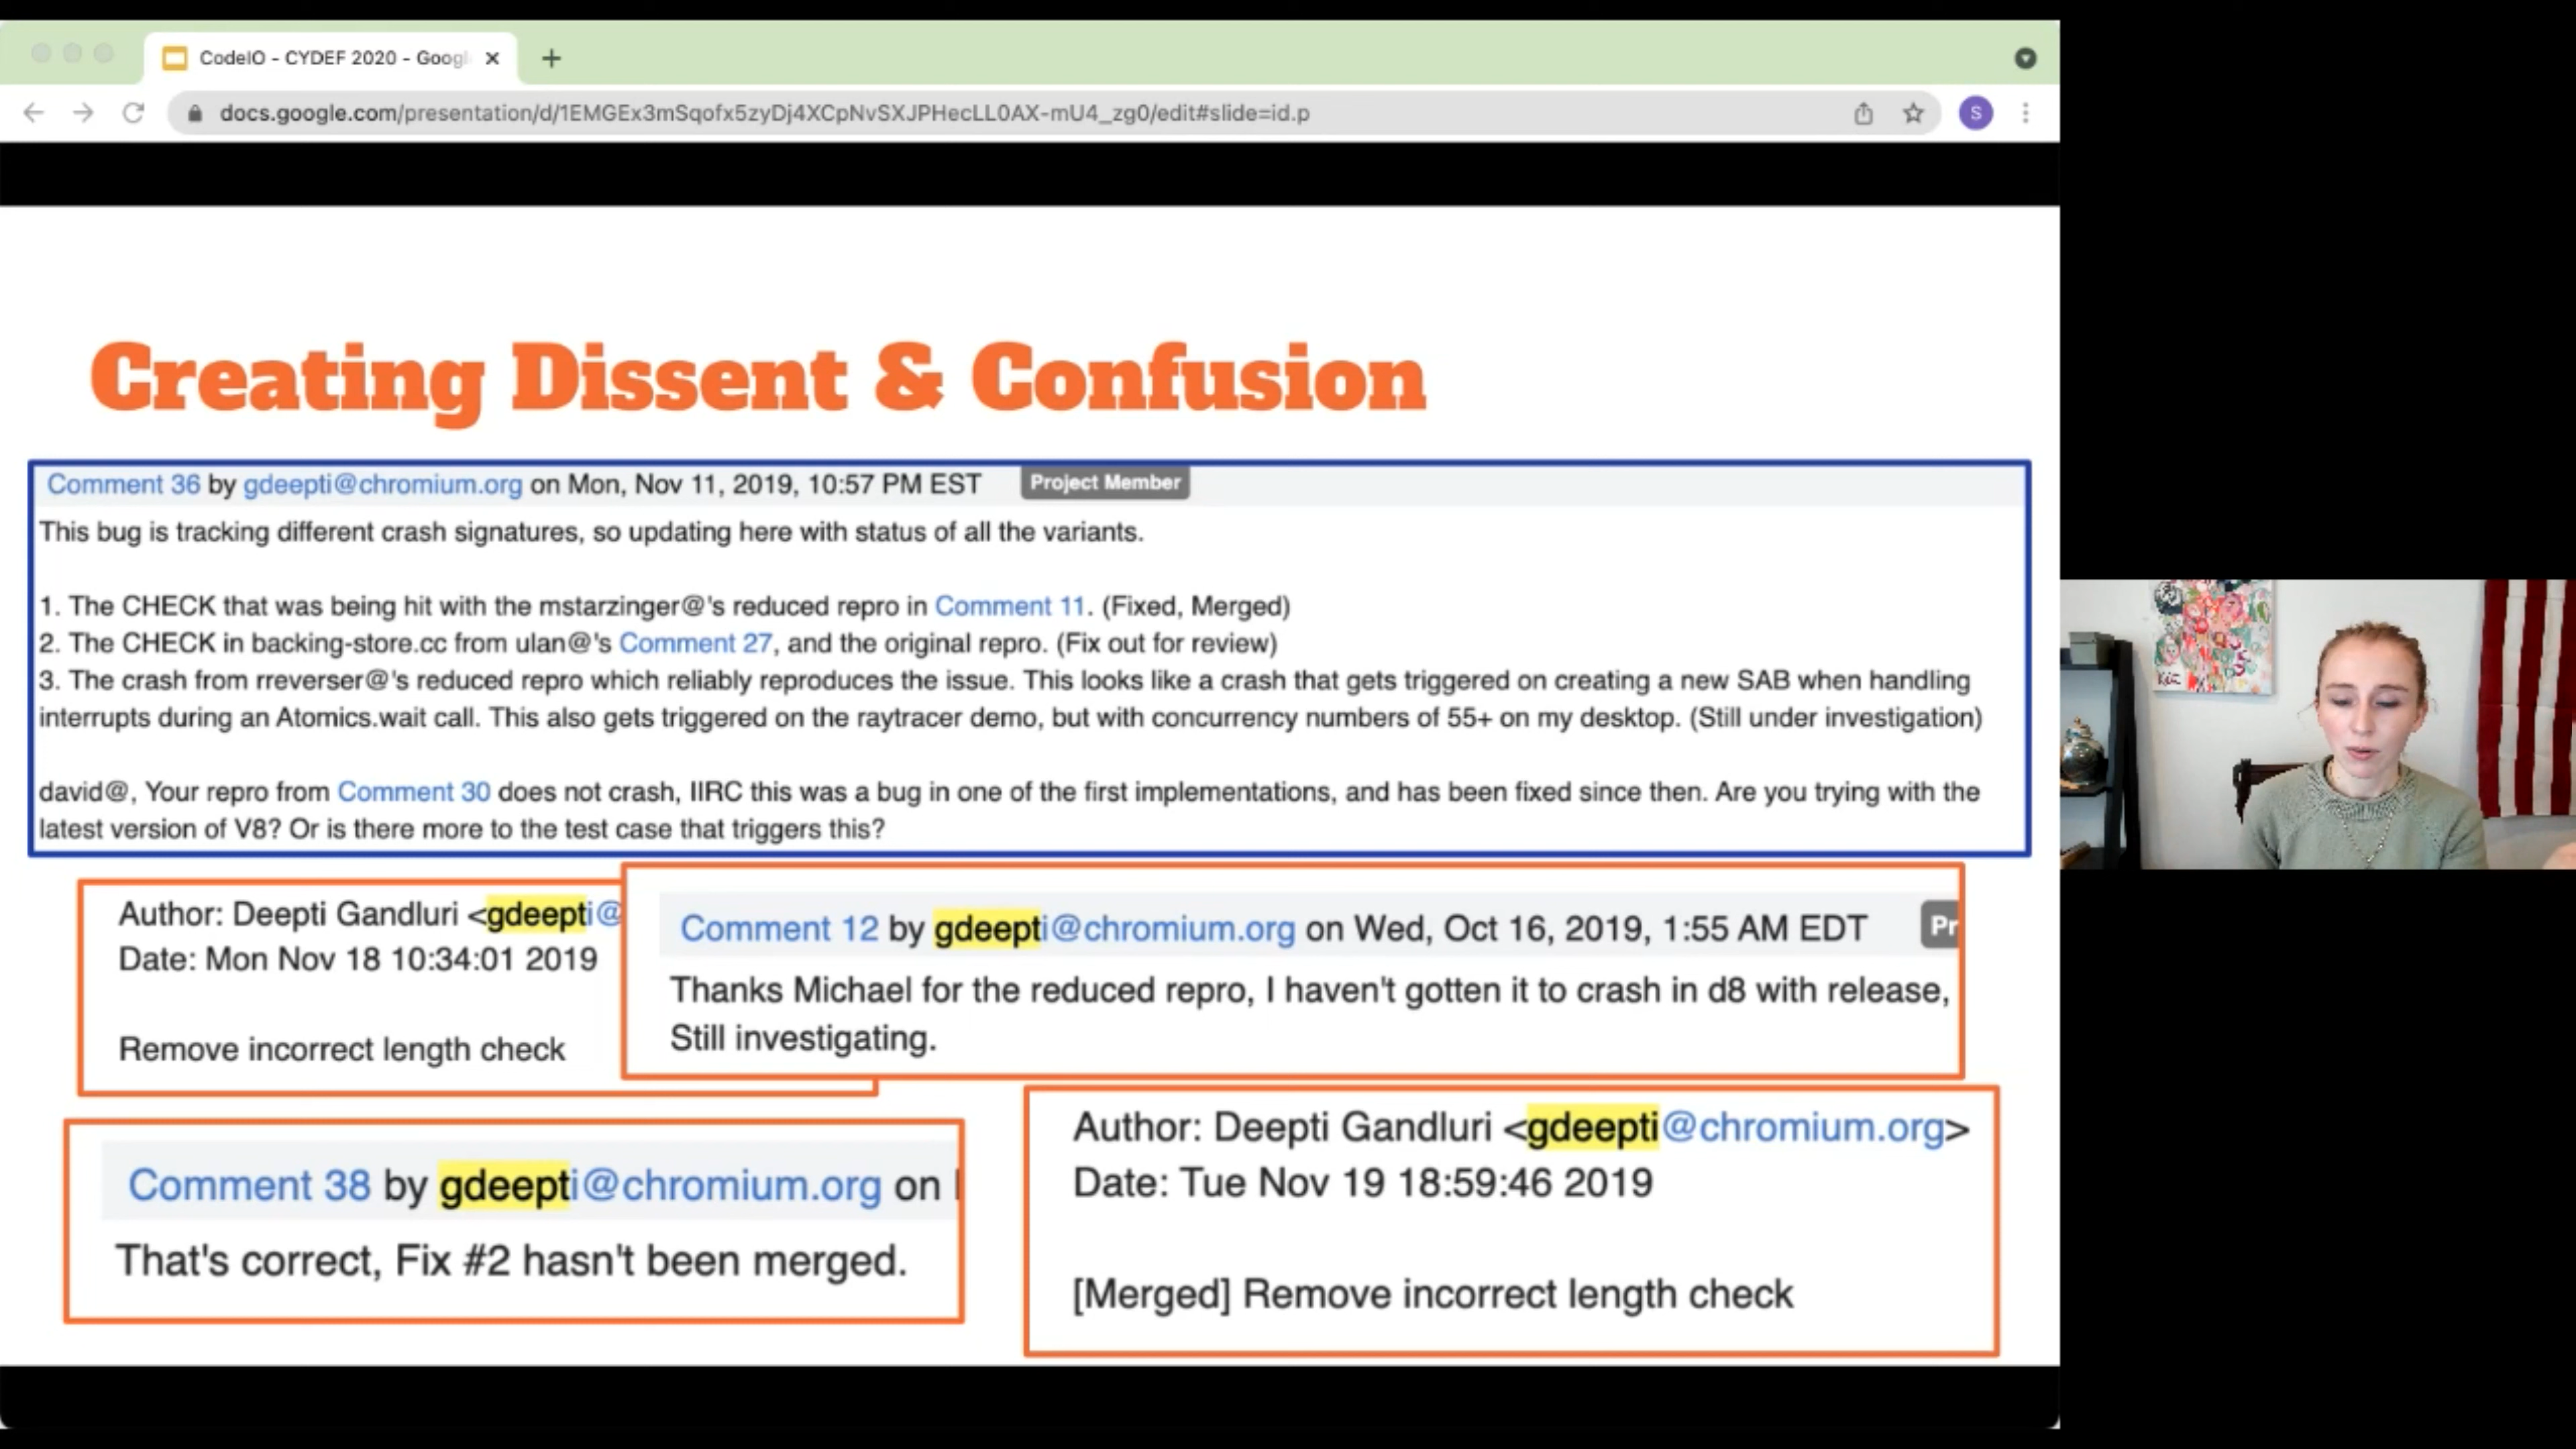 CodeIO - CYDEF 2020 - Googl
docs.google.com/presentation/d/1EMGEx3mSqofx5zyDj4XCpNvSXJPHecLL0AX-mU4_zg0/edit#slide=id.p
S
Creating Dissent & Confusion
Comment 36 by gdeepti@chromium.org on Mon, Nov 11, 2019, 10:57 PM EST Project Member
This bug is tracking different crash signatures, so updating here with status of all the variants.
1. The CHECK that was being hit with the mstarzinger@'s reduced repro in Comment 11. (Fixed, Merged)
2. The CHECK in backing-store.cc from ulan@'s Comment 27, and the original repro. (Fix out for review)
3. The crash from rreverser@'s reduced repro which reliably reproduces the issue. This looks like a crash that gets triggered on creating a new SAB when handling
interrupts during an Atomics.wait call. This also gets triggered on the raytracer demo, but with concurrency numbers of 55+ on my desktop. (Still under investigation)
david@, Your repro from Comment 30 does not crash, IIRC this was a bug in one of the first implementations, and has been fixed since then. Are you trying with the
latest version of V8? Or is there more to the test case that triggers this?
Author: Deepti Gandluri <gdeepti@
Date: Mon Nov 18 10:34:01 2019
Remove incorrect length check
Comment 12 by gdeepti@chromium.org on Wed, Oct 16, 2019, 1:55 AM EDT Pr
Thanks Michael for the reduced repro, I haven't gotten it to crash in d8 with release,
Still investigating.
Comment 38 by gdeepti@chromium.org on
That's correct, Fix #2 hasn't been merged.
Author: Deepti Gandluri <gdeepti@chromium.org>
Date: Tue Nov 19 18:59:46 2019
[Merged] Remove incorrect length check